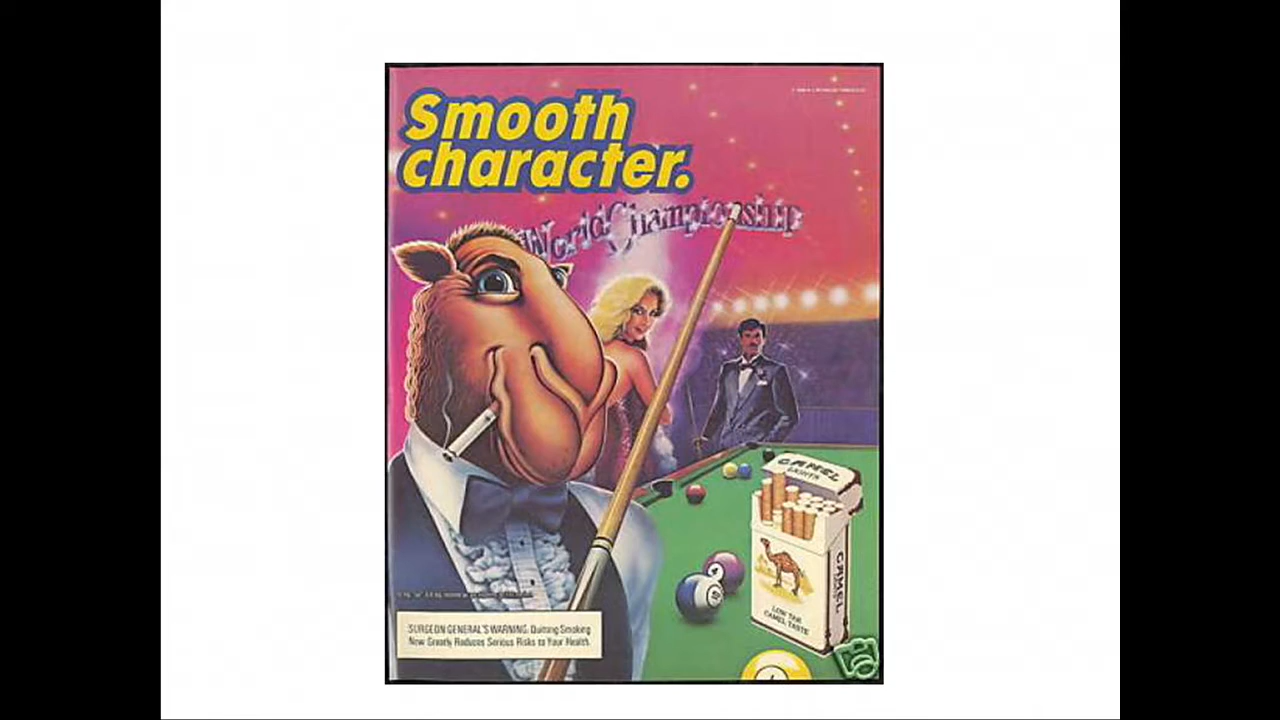 Smooth
character.
World Championship
CAMEL
LIGHTS
CAMEL
LOW TAR
CAMEL TASTE
SURGEON GENERAL'S WARNING: Quitting Smoking
Now Greatly Reduces Serious Risks to Your Health.